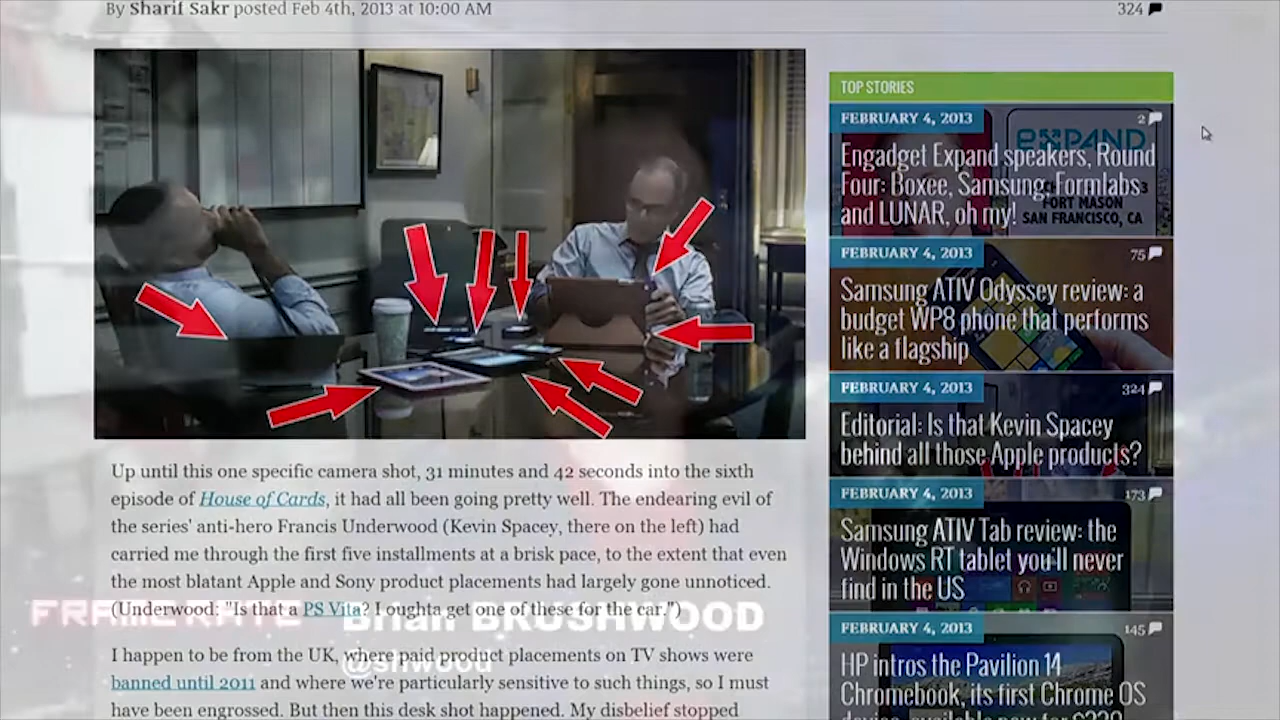 By Sharif Sakr posted Feb 4th, 2013 at 10:00 AM
324
TOP STORIES
FEBRUARY 4, 2013
2
Engadget Expand speakers, Round
Four: Boxee, Samsung, Formlabs
and LUNAR, oh my!
EXPAND
FORT MASON
SAN FRANCISCO, CA
FEBRUARY 4, 2013
75
Samsung ATIV Odyssey review: a
budget WP8 phone that performs
like a flagship
FEBRUARY 4, 2013
324
Editorial: Is that Kevin Spacey
behind all those Apple products?
FEBRUARY 4, 2013
173
Samsung ATIV Tab review: the
Windows RT tablet you'll never
find in the US
FEBRUARY 4, 2013
145
HP intros the Pilion 14
Chromebook, its first Chrome OS
Up until this one specific camera shot, 31 minutes and 42 seconds into the sixth
episode of House of Cards, it had all been going pretty well. The endearing evil of
the series' anti-hero Francis Underwood (Kevin Spacey, there on the left) had
carried me through the first five installments at a brisk pace, to the extent that even
the most blatant Apple and Sony product placements had largely gone unnoticed.
(Underwood: "Is that a PS Vita? I oughta get one of these for the car.")
I happen to be from the UK, where paid product placements on TV shows were
banned until 2011 and where we're particularly sensitive to such things, so I must
have been engrossed. But then this desk shot happened. My disbelief stopped
FRAME RATE
Brian BRUSHWOOD
@shwood